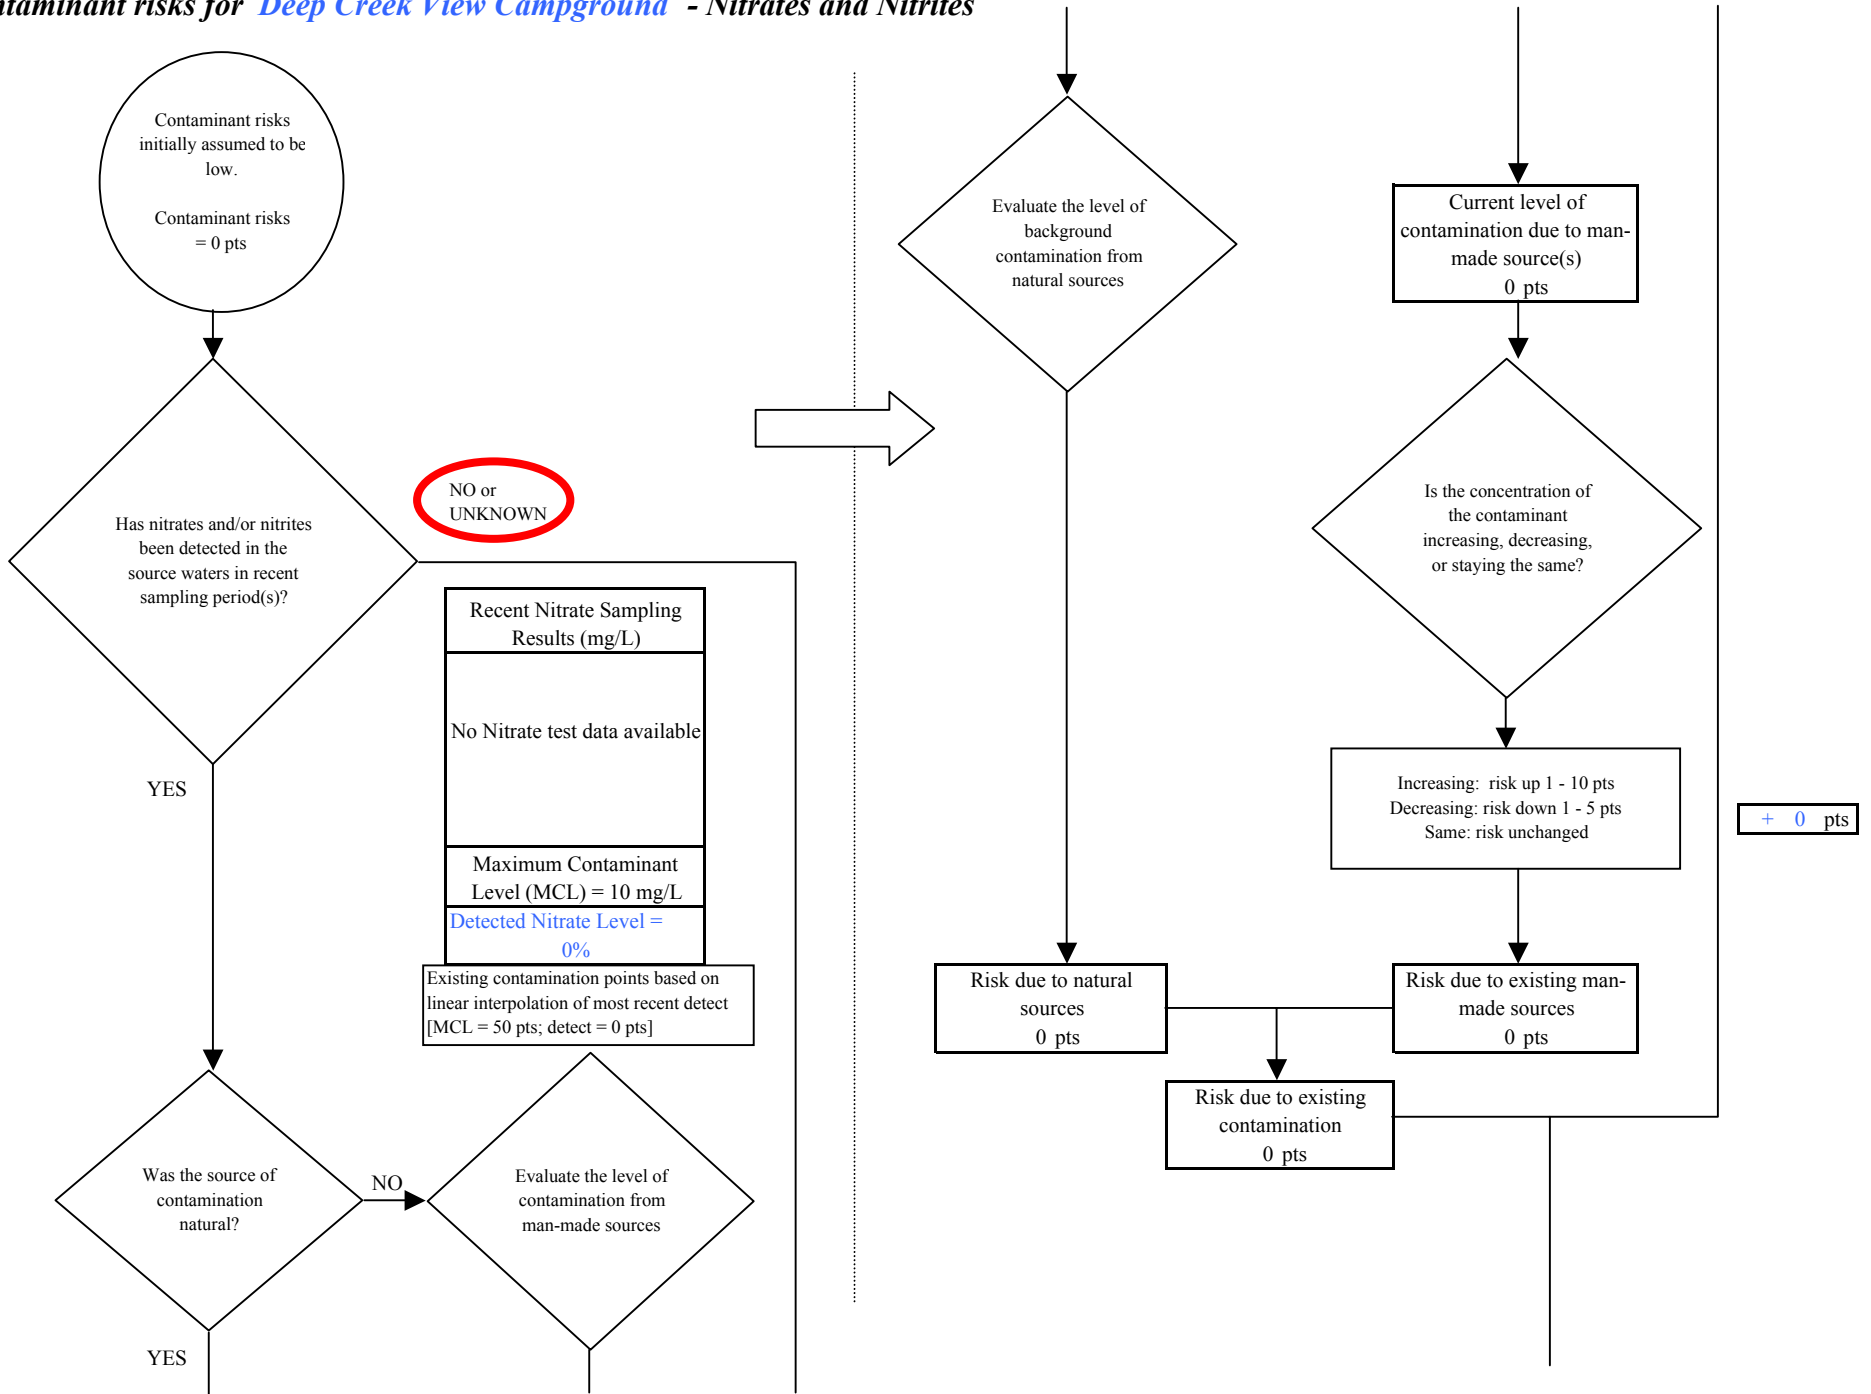 ntaminant risks for Deep Creek View Campground - Nitrates and Nitrites
Contaminant risks
initially assumed to be
low.
Contaminant risks
= 0 pts
Has nitrates and/or nitrites
been detected in the
source waters in recent
sampling period(s)?
NO or
UNKNOWN
YES
Recent Nitrate Sampling
Results (mg/L)
No Nitrate test data available
Maximum Contaminant
Level (MCL) = 10 mg/L
Detected Nitrate Level =
0%
Existing contamination points based on
linear interpolation of most recent detect
[MCL = 50 pts; detect = 0 pts]
Was the source of
contamination
natural?
NO
YES
Evaluate the level of
contamination from
man-made sources
Evaluate the level of
background
contamination from
natural sources
Current level of
contamination due to man-
made source(s)
0 pts
Is the concentration of
the contaminant
increasing, decreasing,
or staying the same?
Increasing: risk up 1 - 10 pts
Decreasing: risk down 1 - 5 pts
Same: risk unchanged
+ 0 pts
Risk due to natural
sources
0 pts
Risk due to existing man-
made sources
0 pts
Risk due to existing
contamination
0 pts